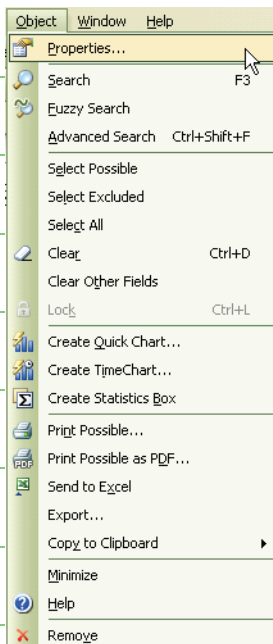 Object Window Help
Properties...
Search F3
Fuzzy Search
Advanced Search Ctrl+Shift+F
Select Possible
Select Excluded
Select All
Clear Ctrl+D
Clear Other Fields
Lock Ctrl+L
Create Quick Chart...
Create TimeChart...
Create Statistics Box
Print Possible...
Print Possible as PDF...
Send to Excel
Export...
Copy to Clipboard
Minimize
Help
Remove